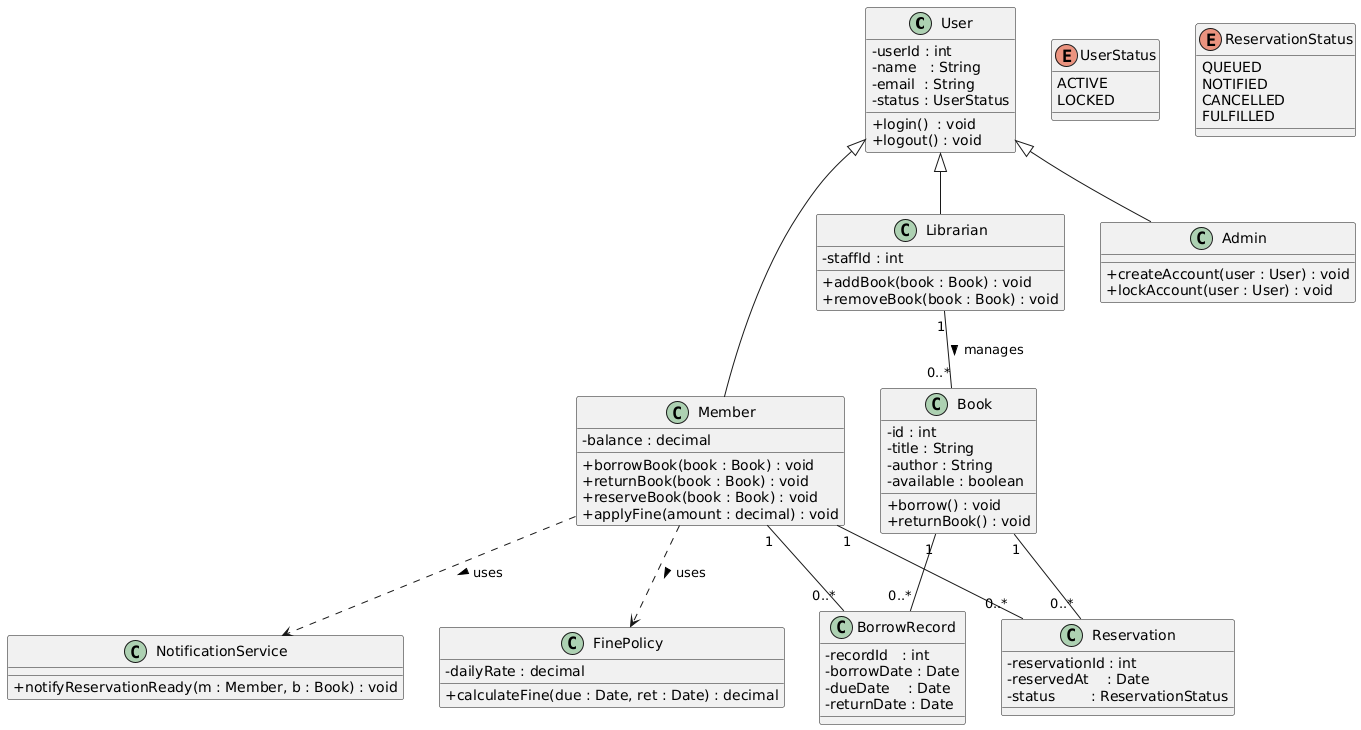 C User
-userId : int
-name : String
-email : String
-status : UserStatus
+login() : void
+logout() : void
E UserStatus
ACTIVE
LOCKED
E ReservationStatus
QUEUED
NOTIFIED
CANCELLED
FULFILLED
C Librarian
-staffId : int
+addBook(book : Book) : void
+removeBook(book : Book) : void
C Admin
+createAccount(user : User) : void
+lockAccount(user : User) : void
1
manages
0..*
C Member
-balance : decimal
+borrowBook(book : Book) : void
+returnBook(book : Book) : void
+reserveBook(book : Book) : void
+applyFine(amount : decimal) : void
C Book
-id : int
-title : String
-author : String
-available : boolean
+borrow() : void
+returnBook() : void
uses
uses
1
1
1
1
0..*
0..*
0..*
0..*
C NotificationService
+notifyReservationReady(m : Member, b : Book) : void
C FinePolicy
-dailyRate : decimal
+calculateFine(due : Date, ret : Date) : decimal
C BorrowRecord
-recordId : int
-borrowDate : Date
-dueDate : Date
-returnDate : Date
C Reservation
-reservationId : int
-reservedAt : Date
-status : ReservationStatus